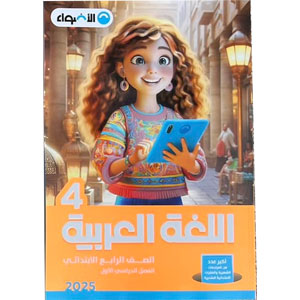 الأضواء
4
اللغة العربية
الصف الرابع الابتدائي
الفصل الدراسي الأول
2025